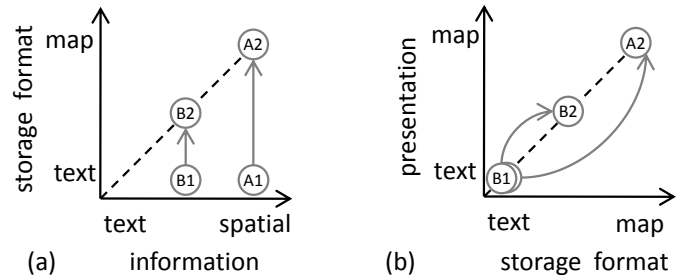 map
storage format
text
A2
B2
B1
A1
text
spatial
(a)
information
map
presentation
text
A2
B2
B1
text
map
(b)
storage format